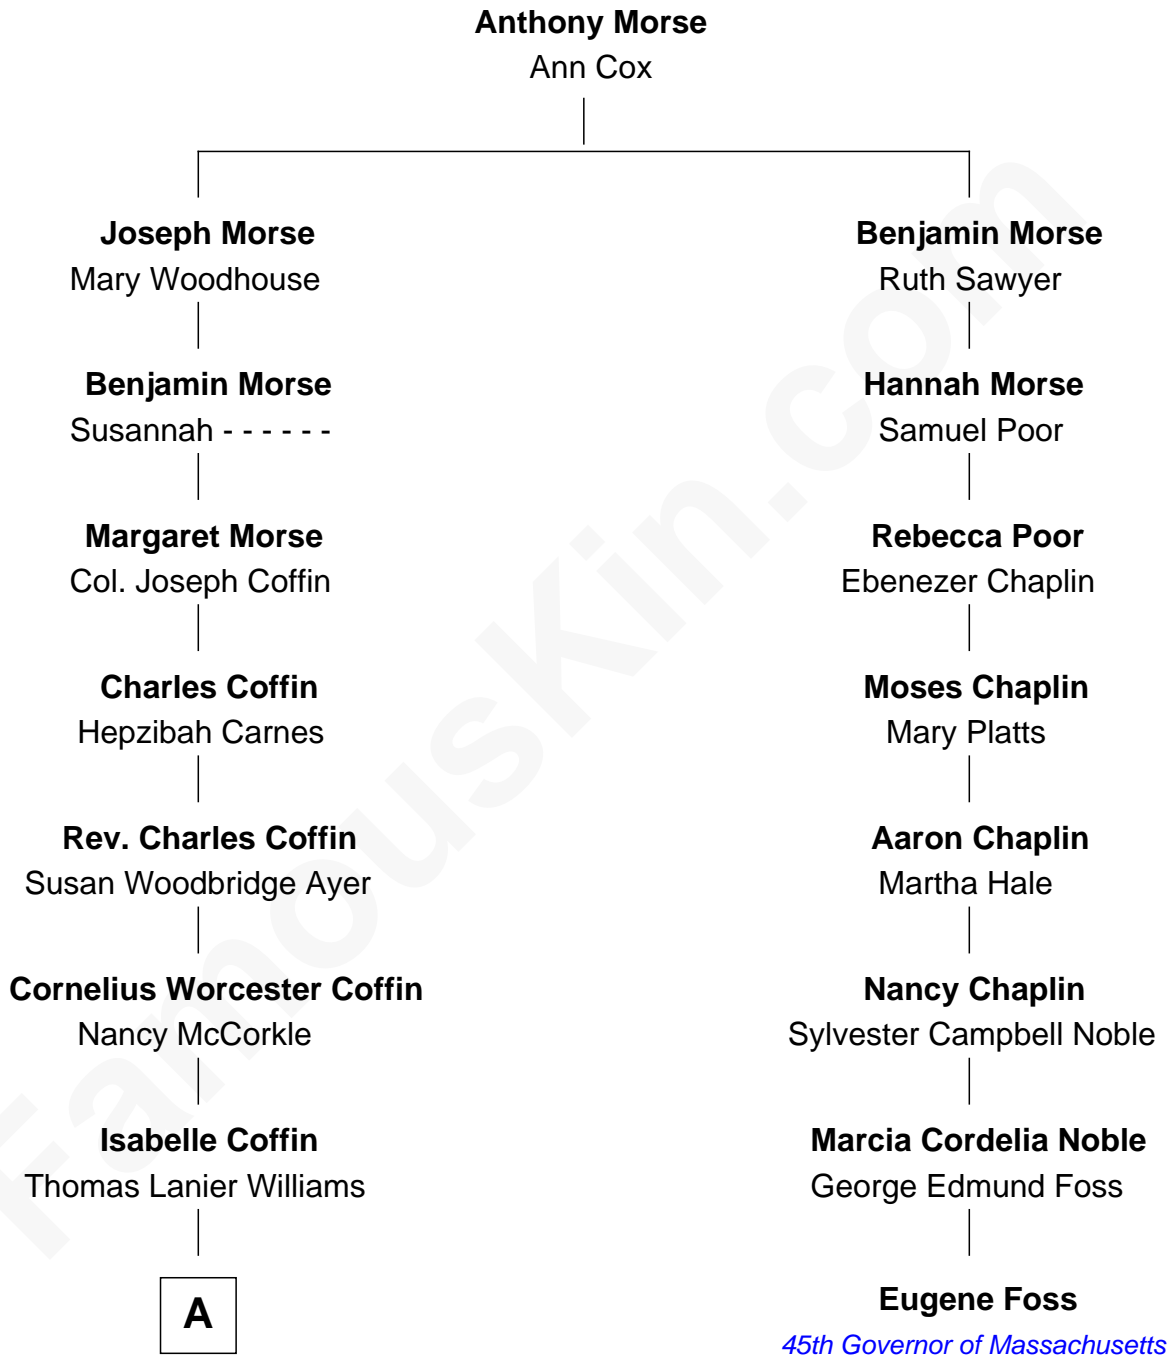 Anthony Morse
Ann Cox
Joseph Morse
Mary Woodhouse
Benjamin Morse
Susannah - - - - - -
Margaret Morse
Col. Joseph Coffin
Charles Coffin
Hepzibah Carnes
Rev. Charles Coffin
Susan Woodbridge Ayer
Cornelius Worcester Coffin
Nancy McCorkle
Isabelle Coffin
Thomas Lanier Williams
A
Benjamin Morse
Ruth Sawyer
Hannah Morse
Samuel Poor
Rebecca Poor
Ebenezer Chaplin
Moses Chaplin
Mary Platts
Aaron Chaplin
Martha Hale
Nancy Chaplin
Sylvester Campbell Noble
Marcia Cordelia Noble
George Edmund Foss
Eugene Foss
45th Governor of Massachusetts
FamousKin.com